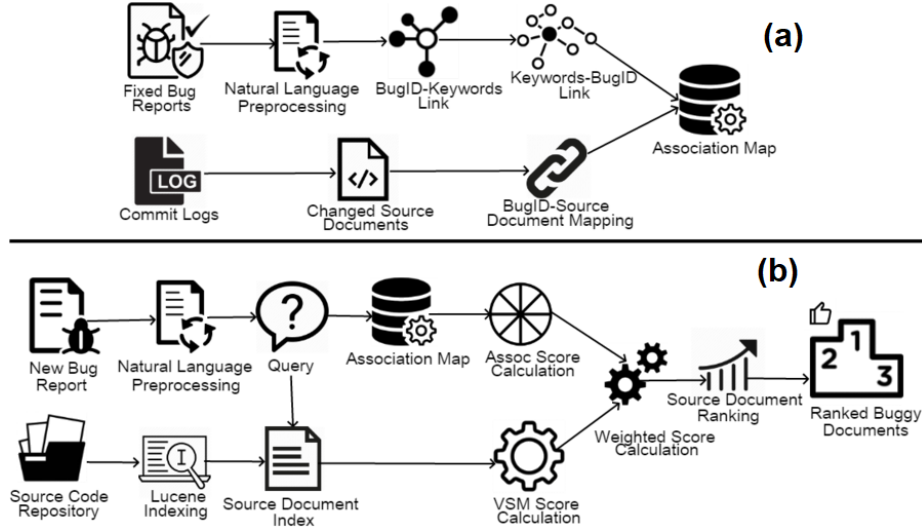 (a)
Fixed Bug
Reports
Natural Language
Preprocessing
BugID-Keywords
Link
Keywords-BugID
Link
Association Map
LOG
Commit Logs
</>
Changed Source
Documents
BugID-Source
Document Mapping
(b)
New Bug
Report
Natural Language
Preprocessing
?
Query
Association Map
Assoc Score
Calculation
Weighted Score
Calculation
Source Document
Ranking
1
2
3
Ranked Buggy
Documents
Source Code
Repository
I
Lucene
Indexing
Source Document
Index
VSM Score
Calculation